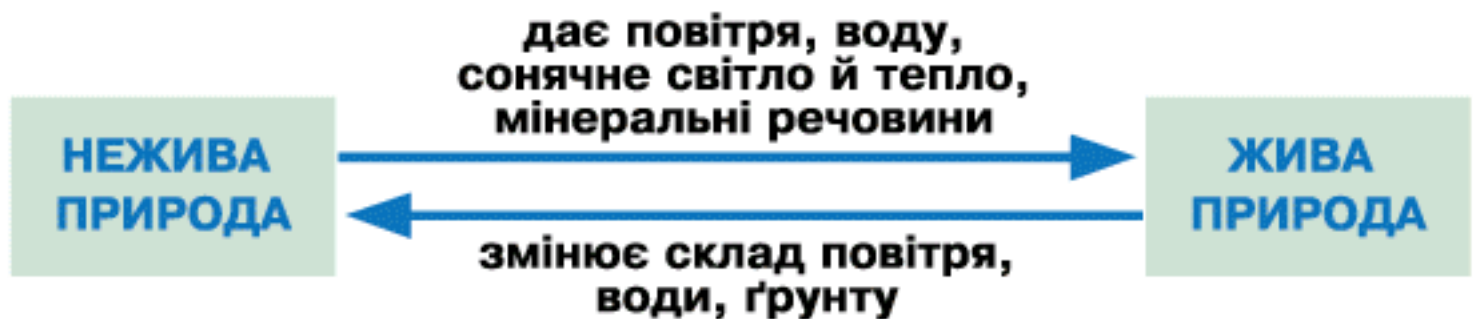 дає повітря, воду,
сонячне світло й тепло,
мінеральні речовини
НЕЖИВА
ПРИРОДА
ЖИВА
ПРИРОДА
змінює склад повітря,
води, ґрунту